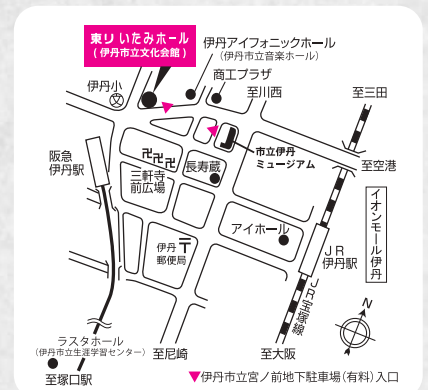 東リ いたみホール
(伊丹市立文化会館)
伊丹アイフォニックホール
(伊丹市立音楽ホール)
商工プラザ
伊丹小
文
至川西
至三田
市立伊丹
ミュージアム
至空港
阪急
伊丹駅
卍卍卍
三軒寺
前広場
長寿蔵
イオンモール伊丹
アイホール
伊丹
郵便局
〒
JR
伊丹駅
JR宝塚線
N
ラスタホール
(伊丹市立生涯学習センター)
至塚口駅
至尼崎
至大阪
▼伊丹市立宮ノ前地下駐車場(有料)入口